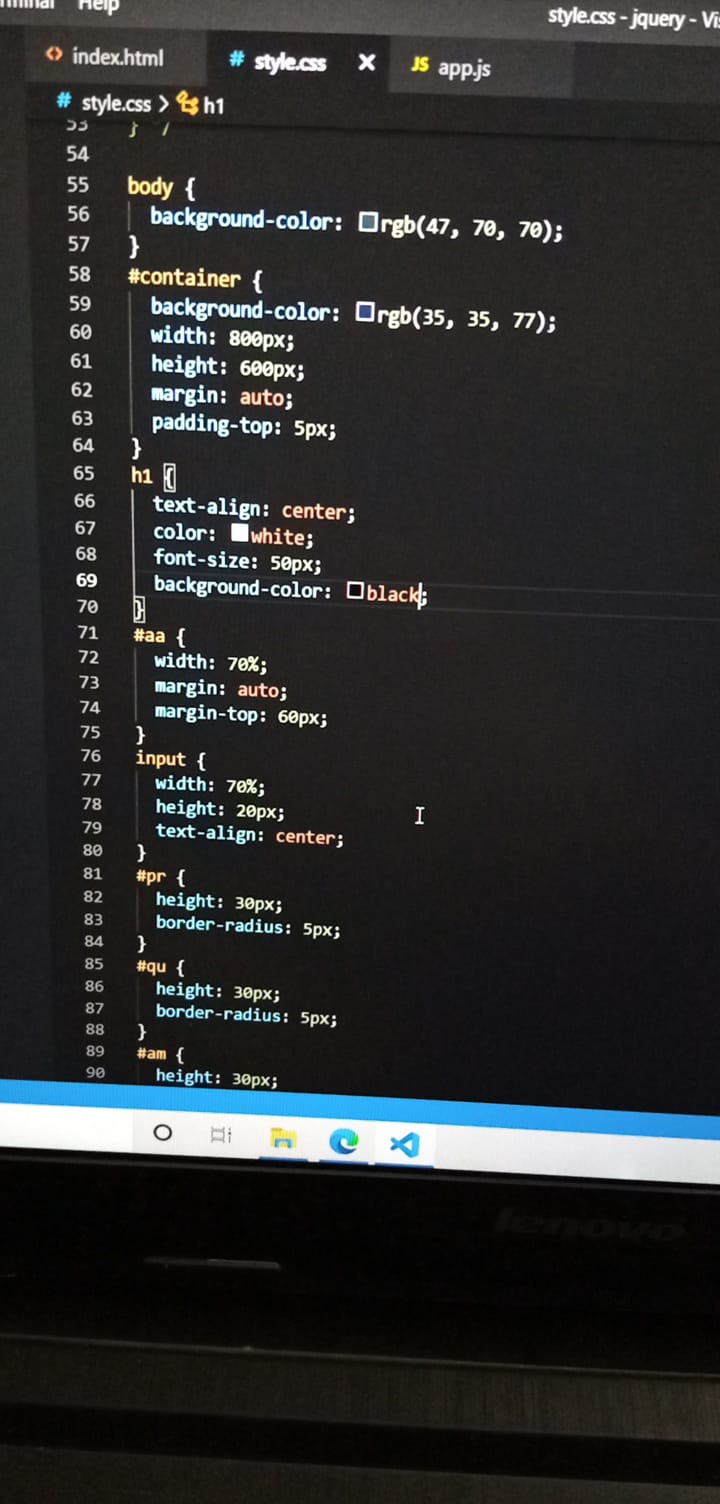 Help
style.css - jquery - Vi
index.html
# style.css X
JS app.js
# style.css > h1
53 } */
54
55 body {
56 background-color: rgb(47, 70, 70);
57 }
58 #container {
59 background-color: rgb(35, 35, 77);
60 width: 800px;
61 height: 600px;
62 margin: auto;
63 padding-top: 5px;
64 }
65 h1 {
66 text-align: center;
67 color: white;
68 font-size: 50px;
69 background-color: black;
70 }
71 #aa {
72 width: 70%;
73 margin: auto;
74 margin-top: 60px;
75 }
76 input {
77 width: 70%;
78 height: 20px;
79 text-align: center;
80 }
81 #pr {
82 height: 30px;
83 border-radius: 5px;
84 }
85 #qu {
86 height: 30px;
87 border-radius: 5px;
88 }
89 #am {
90 height: 30px;
lenovo